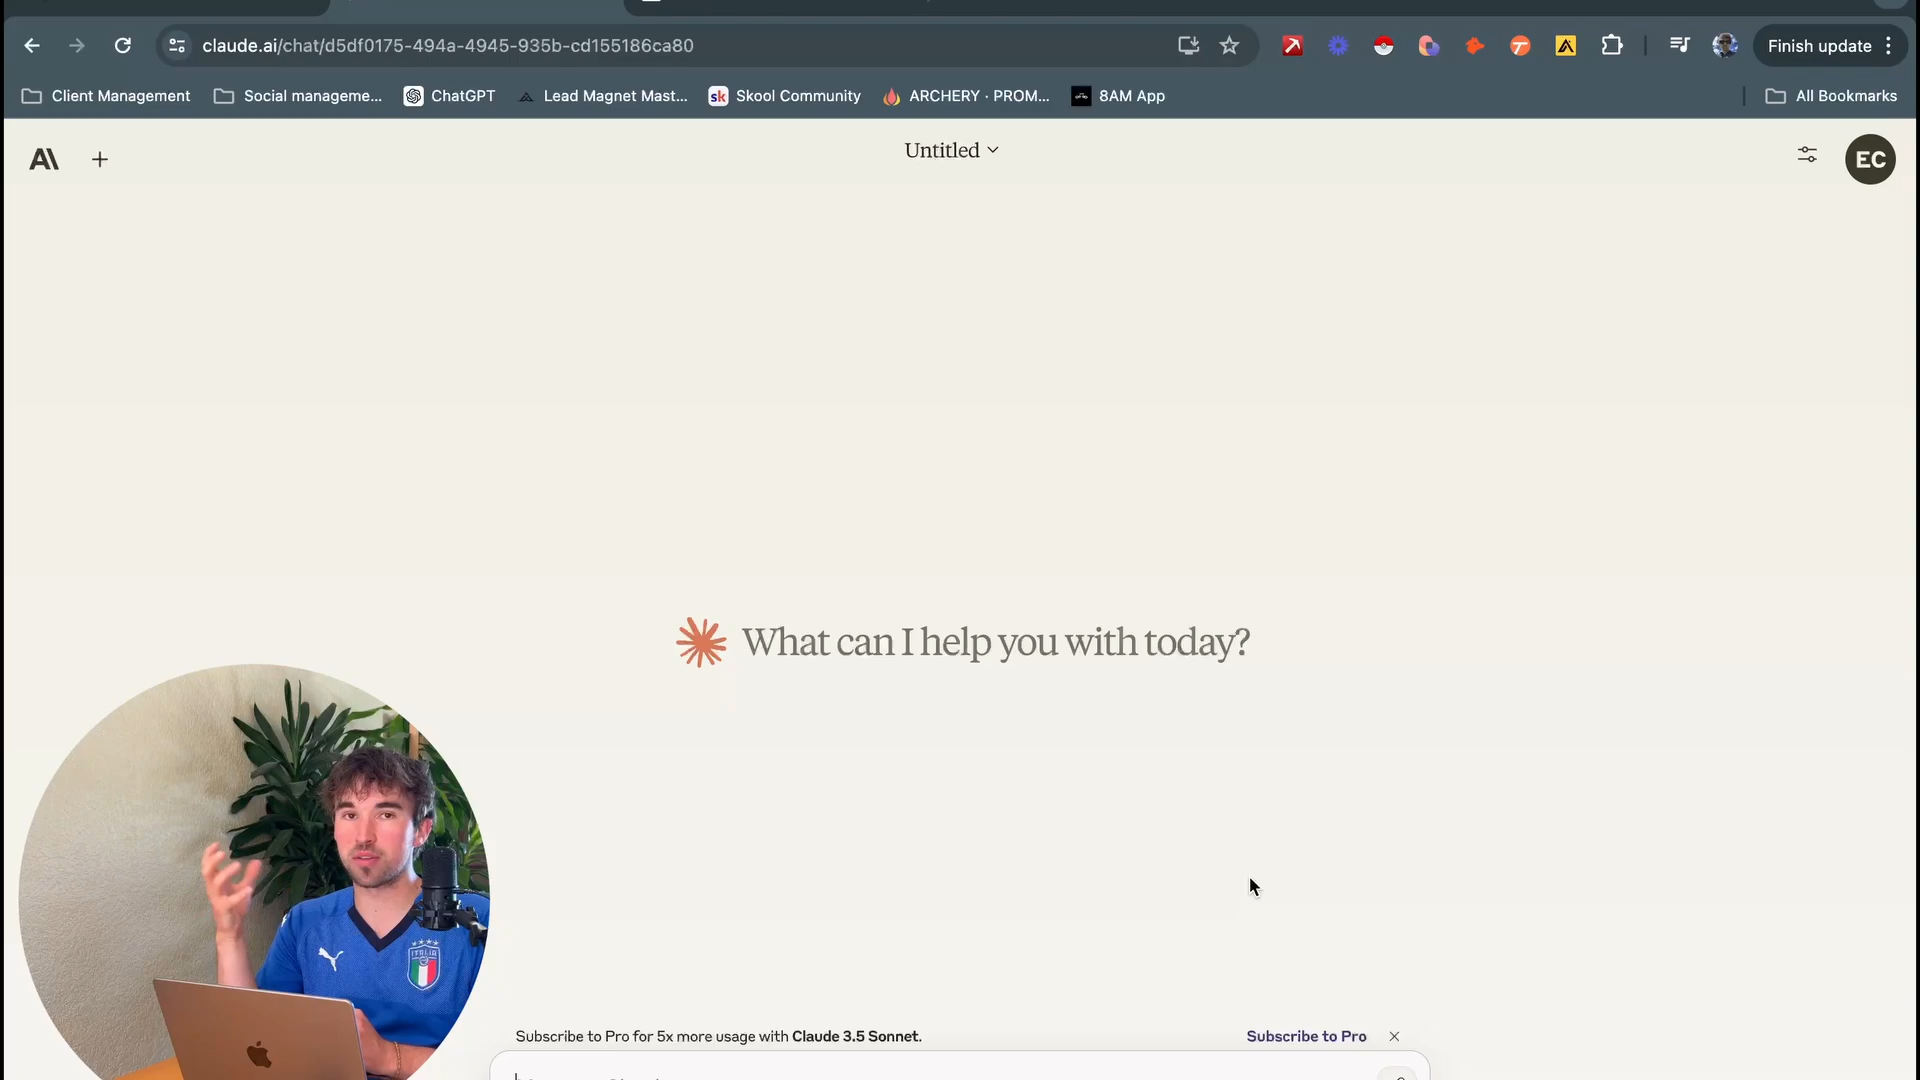 claude.ai/chat/d5df0175-494a-4945-935b-cd155186ca80
Finish update
Client Management
Social manageme...
ChatGPT
Lead Magnet Mast...
sk
Skool Community
ARCHERY · PROM...
8AM App
All Bookmarks
A\
Untitled
EC
What can I help you with today?
ITALIA
Subscribe to Pro for 5x more usage with Claude 3.5 Sonnet.
Subscribe to Pro